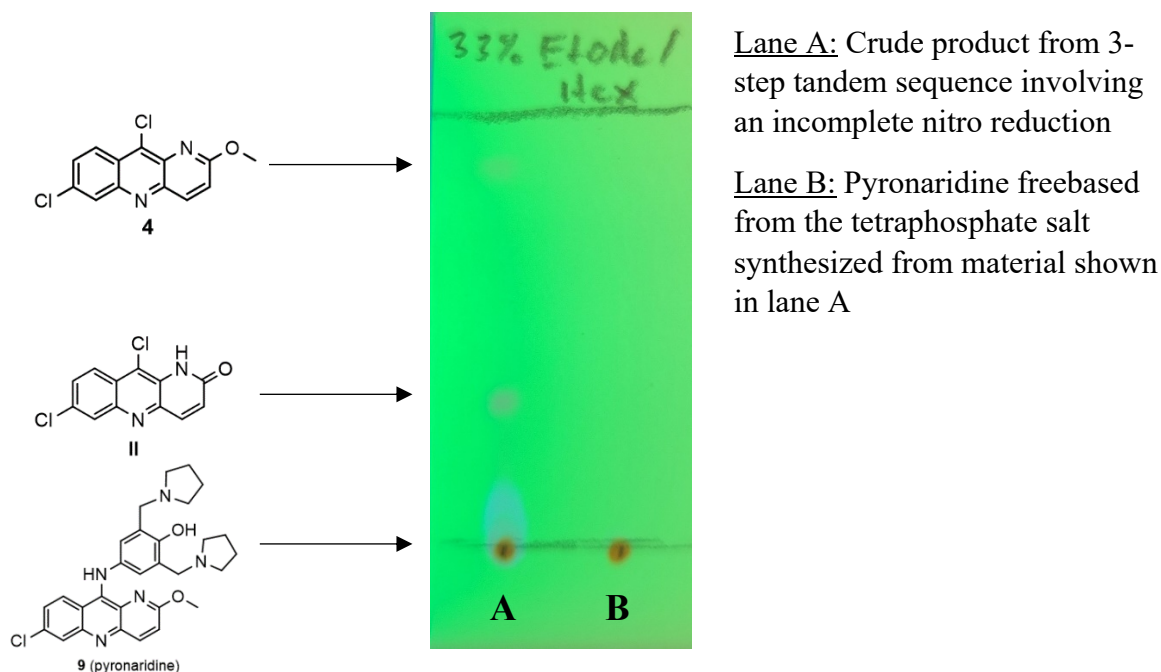 33% EtOAc /
Hex
Lane A: Crude product from 3-
step tandem sequence involving
an incomplete nitro reduction
Lane B: Pyronaridine freebased
from the tetraphosphate salt
synthesized from material shown
in lane A
Cl
N
O
Cl
N
4
Cl
H
N
O
Cl
N
II
N
OH
N
HN
N
O
Cl
N
9 (pyronaridine)
A
B